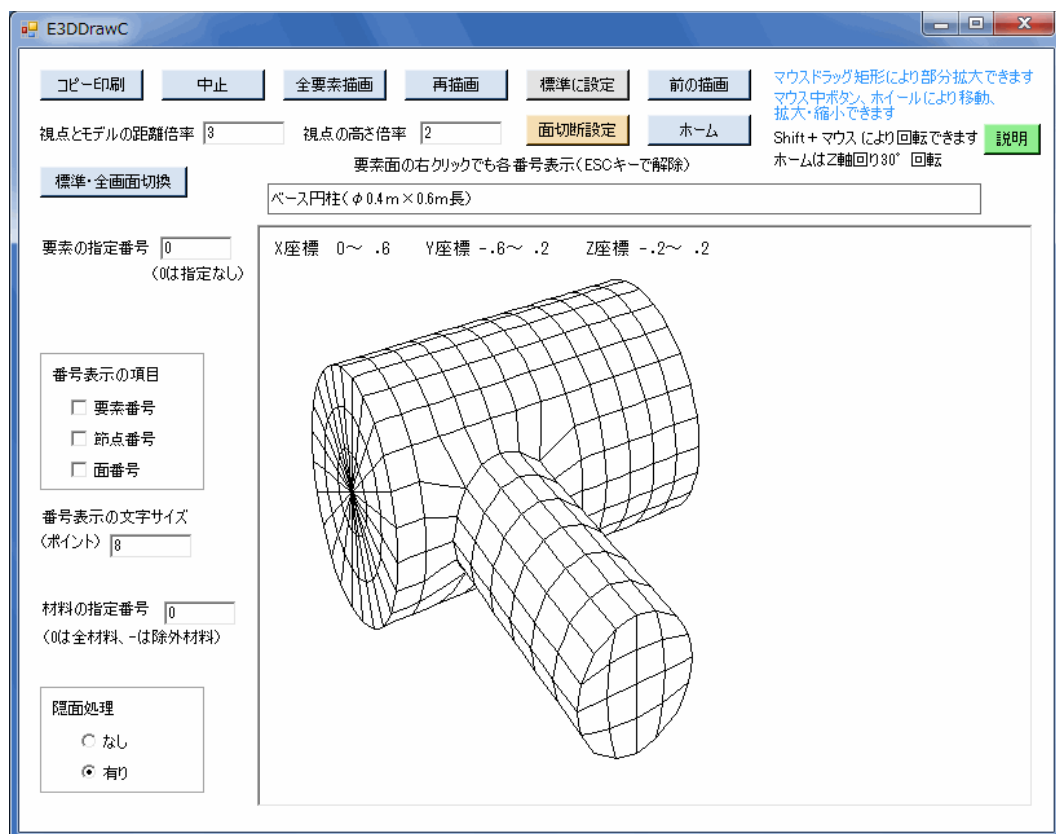 E3DDrawC
コピー印刷 中止 全要素描画 再描画 標準に設定 前の描画
マウスドラッグ矩形により部分拡大できます
マウス中ボタン、ホイールにより移動、
拡大・縮小できます
視点とモデルの距離倍率 3 視点の高さ倍率 2 面切断設定 ホーム
Shift+マウス により回転できます 説明
ホームはZ軸回り30° 回転
要素面の右クリックでも各番号表示(ESCキーで解除)
標準・全画面切換
ベース円柱(φ0.4m×0.6m長)
要素の指定番号 0
(0は指定なし)
X座標 0~ .6 Y座標 -.6~ .2 Z座標 -.2~ .2
番号表示の項目
要素番号
節点番号
面番号
番号表示の文字サイズ
(ポイント) 8
材料の指定番号 0
(0は全材料、-は除外材料)
隠面処理
なし
有り